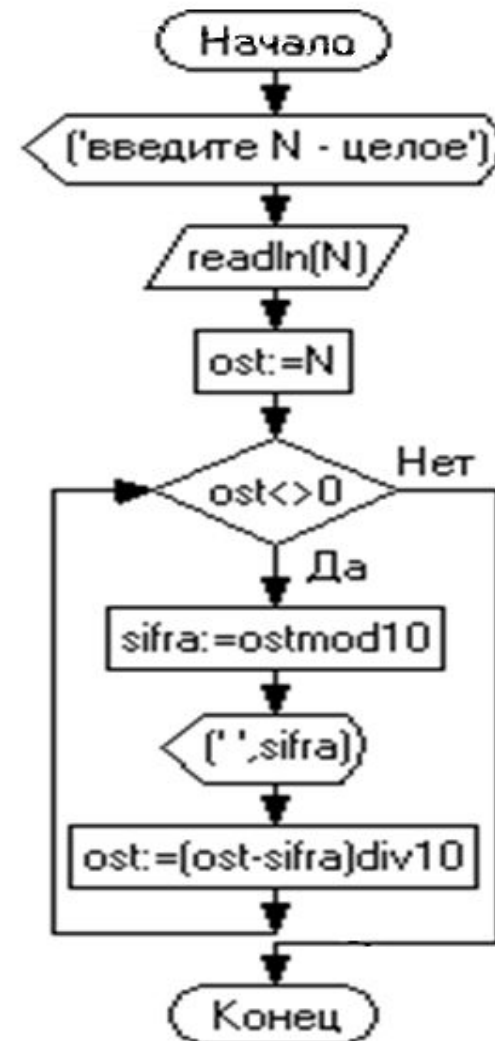 Начало
('введите N - целое')
readln(N)
ost:=N
ost<>0
Нет
Да
sifra:=ostmod10
(' ',sifra)
ost:=(ost-sifra)div10
Конец